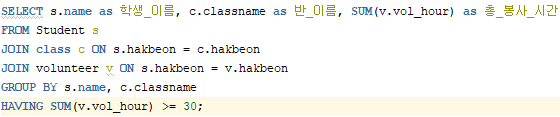 SELECT s.name as 학생_이름, c.classname as 반_이름, SUM(v.vol_hour) as 총_봉사_시간
FROM Student s
JOIN class c ON s.hakbeon = c.hakbeon
JOIN volunteer v ON s.hakbeon = v.hakbeon
GROUP BY s.name, c.classname
HAVING SUM(v.vol_hour) >= 30;